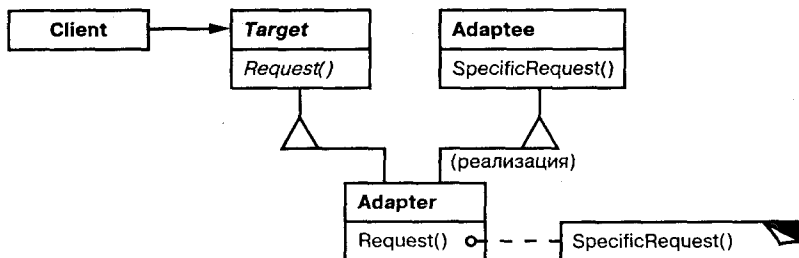 Client
Target
Request()
Adaptee
SpecificRequest()
(реализация)
Adapter
Request()
SpecificRequest()